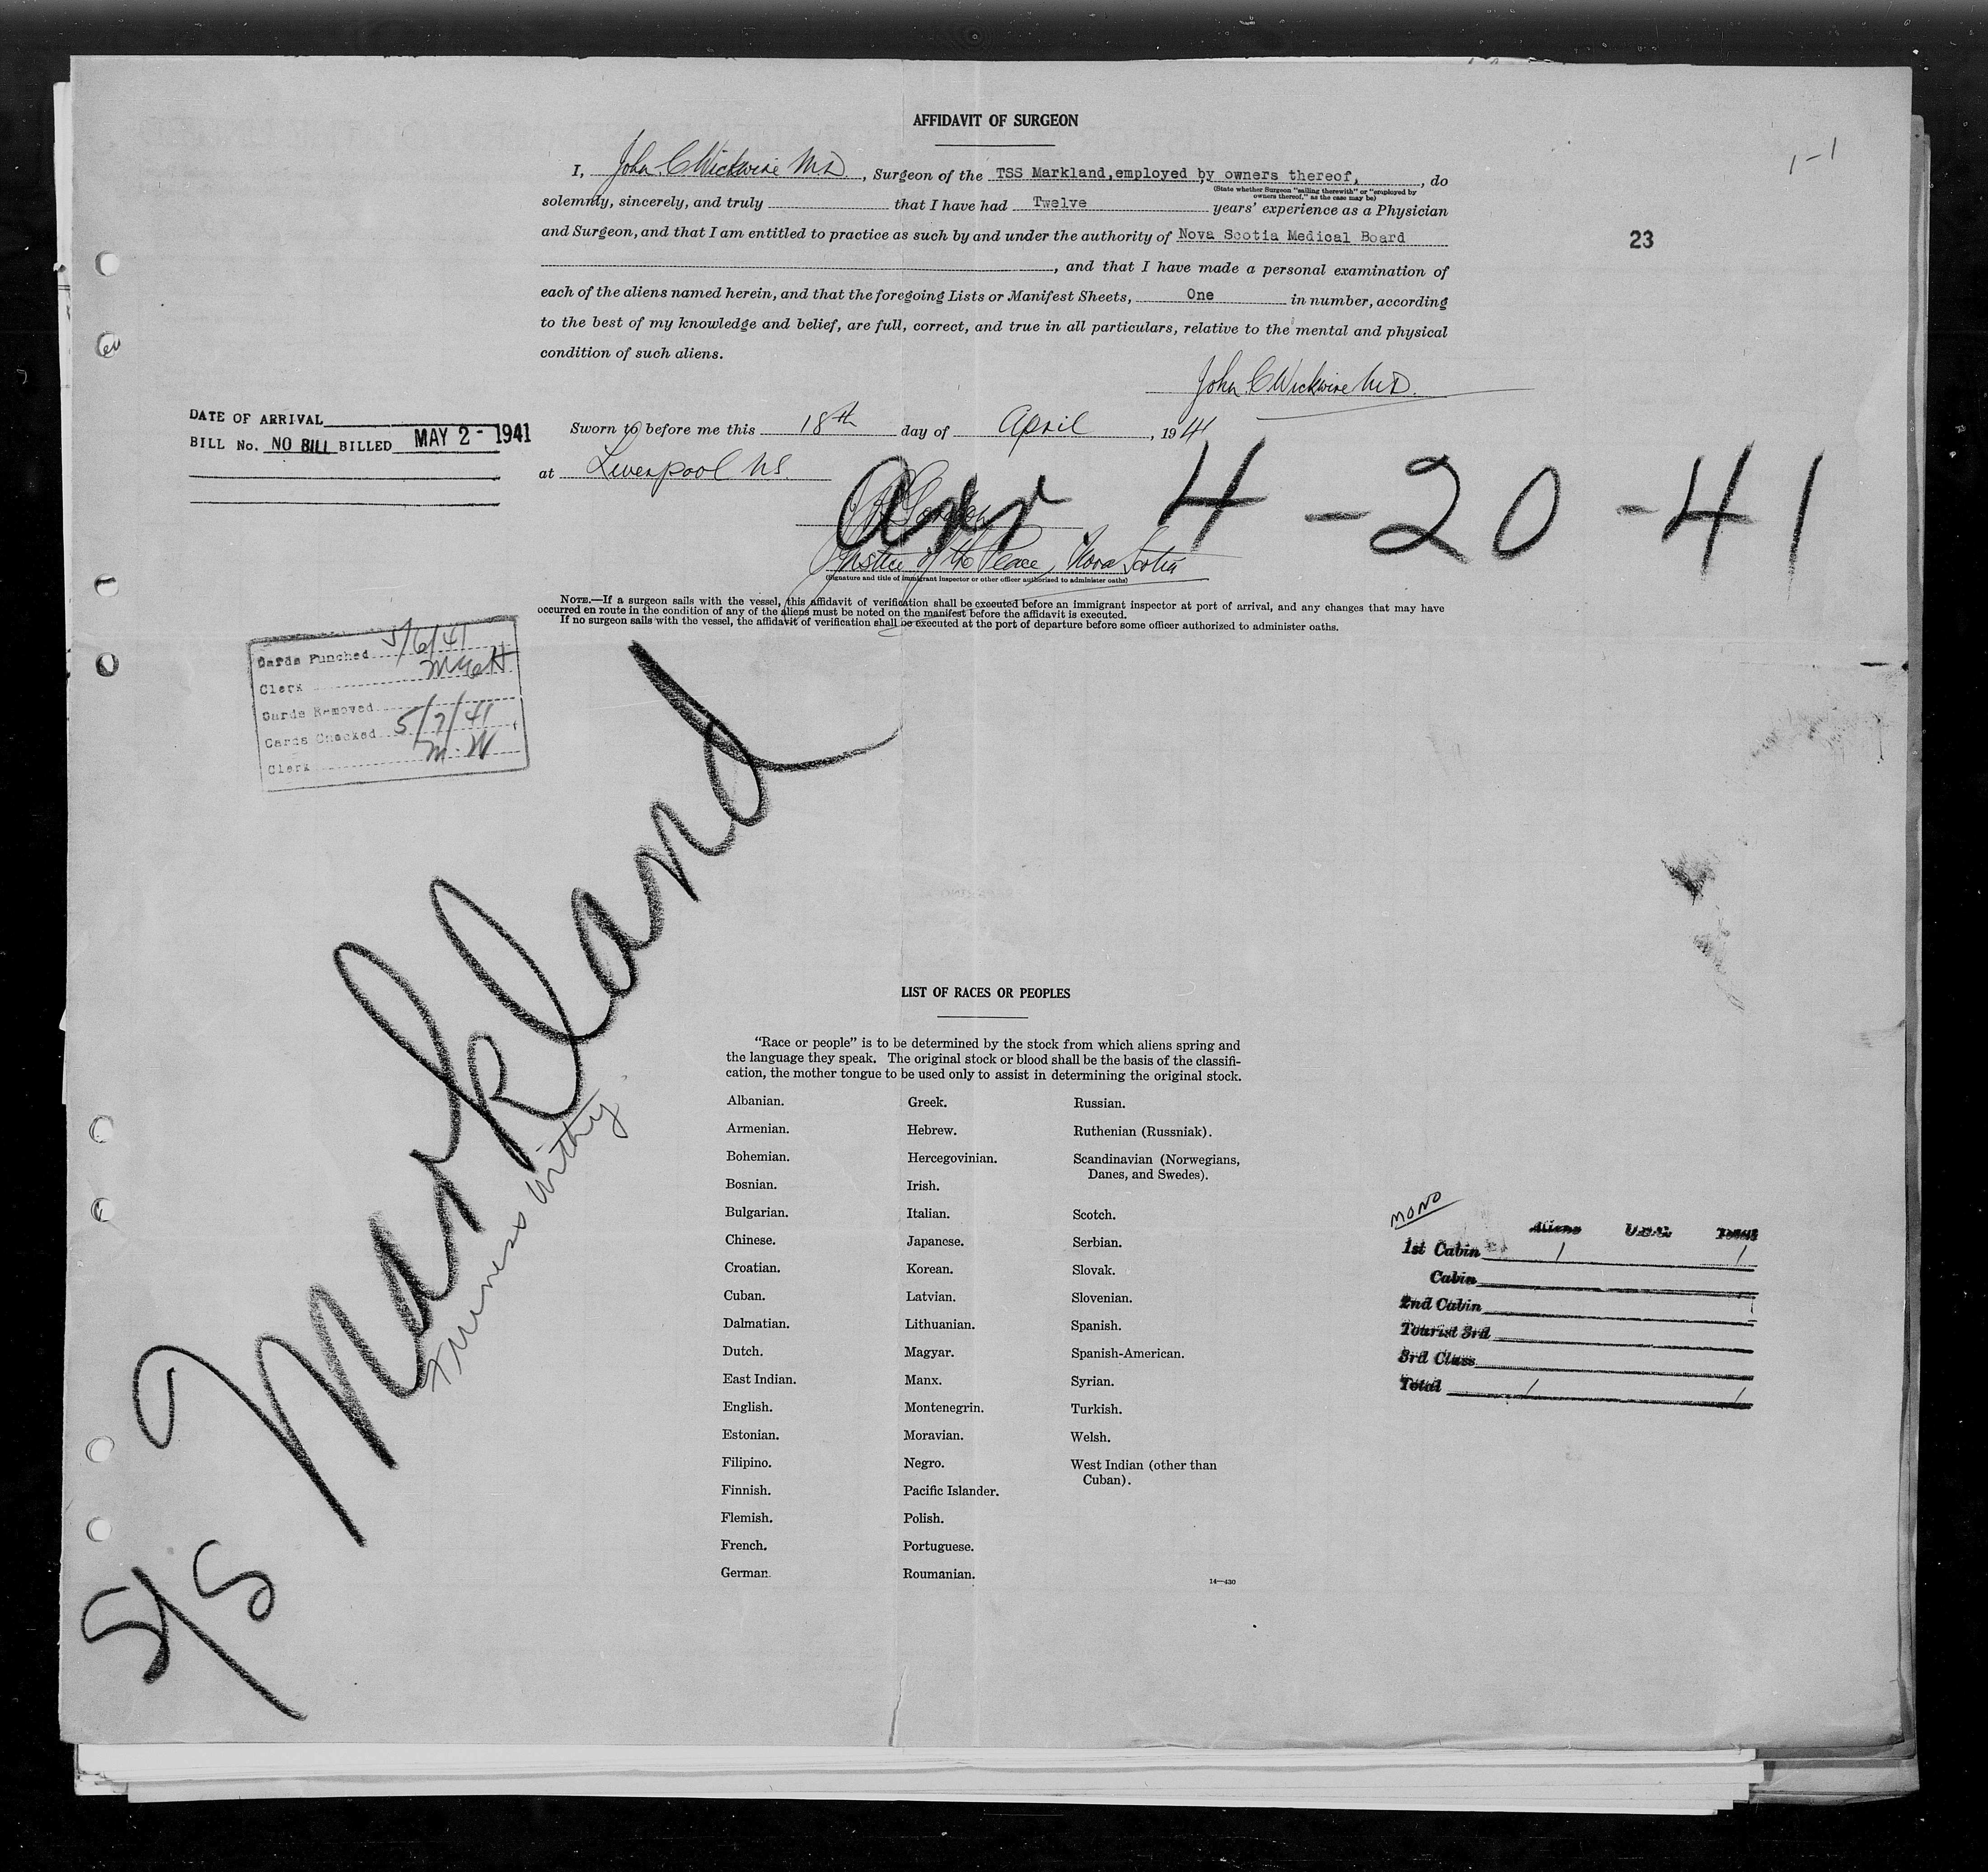 AFFIDAVIT OF SURGEON
1-1
I, John C Wickwire M.D., Surgeon of the TSS Markland, employed by owners thereof, , do
(State whether Surgeon "sailing therewith" or "employed by
owners thereof," as the case may be)
solemnly, sincerely, and truly that I have had Twelve years' experience as a Physician
and Surgeon, and that I am entitled to practice as such by and under the authority of Nova Scotia Medical Board
23
, and that I have made a personal examination of
each of the aliens named herein, and that the foregoing Lists or Manifest Sheets, One in number, according
to the best of my knowledge and belief, are full, correct, and true in all particulars, relative to the mental and physical
condition of such aliens.
John C Wickwire M.D.
DATE OF ARRIVAL
BILL No. NO BILL BILLED MAY 2 - 1941
Sworn to before me this 18th day of April, 1941
at Liverpool N.S.
arr 4-20-41
Justice of the Peace, Nova Scotia
(Signature and title of immigrant inspector or other officer authorized to administer oaths)
NOTE.—If a surgeon sails with the vessel, this affidavit of verification shall be executed before an immigrant inspector at port of arrival, and any changes that may have
occurred en route in the condition of any of the aliens must be noted on the manifest before the affidavit is executed.
If no surgeon sails with the vessel, the affidavit of verification shall be executed at the port of departure before some officer authorized to administer oaths.
Cards Punched 5/6/41
Clerk
Cards Removed
Cards Checked 5/7/41
Clerk M. W
S/S Markland
LIST OF RACES OR PEOPLES
"Race or people" is to be determined by the stock from which aliens spring and
the language they speak. The original stock or blood shall be the basis of the classifi-
cation, the mother tongue to be used only to assist in determining the original stock.
Albanian.
Armenian.
Bohemian.
Bosnian.
Bulgarian.
Chinese.
Croatian.
Cuban.
Dalmatian.
Dutch.
East Indian.
English.
Estonian.
Filipino.
Finnish.
Flemish.
French.
German.
Greek.
Hebrew.
Hercegovinian.
Irish.
Italian.
Japanese.
Korean.
Latvian.
Lithuanian.
Magyar.
Manx.
Montenegrin.
Moravian.
Negro.
Pacific Islander.
Polish.
Portuguese.
Roumanian.
Russian.
Ruthenian (Russniak).
Scandinavian (Norwegians,
Danes, and Swedes).
Scotch.
Serbian.
Slovak.
Slovenian.
Spanish.
Spanish-American.
Syrian.
Turkish.
Welsh.
West Indian (other than
Cuban).
14—430
MONO
Aliens U.S.C. Total
1st Cabin 1 1
Cabin
2nd Cabin
Tourist 3rd
3rd Class
Total 1 1